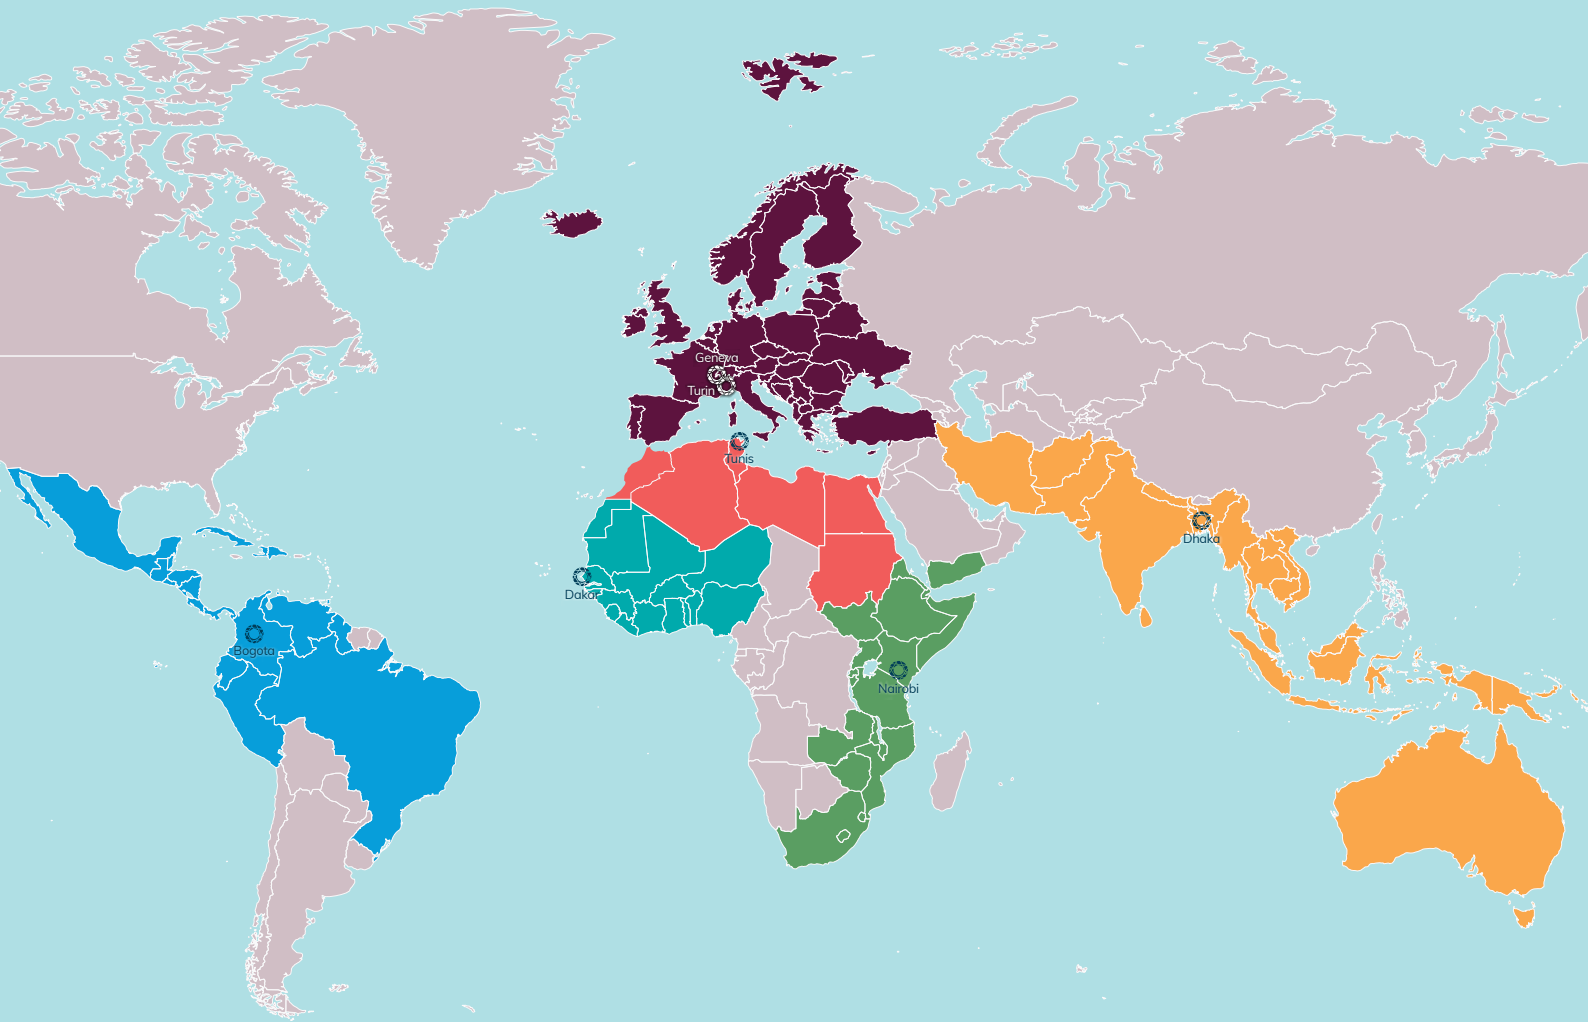 Geneva
Turin
Tunis
Dhaka
Dakar
Bogota
Nairobi